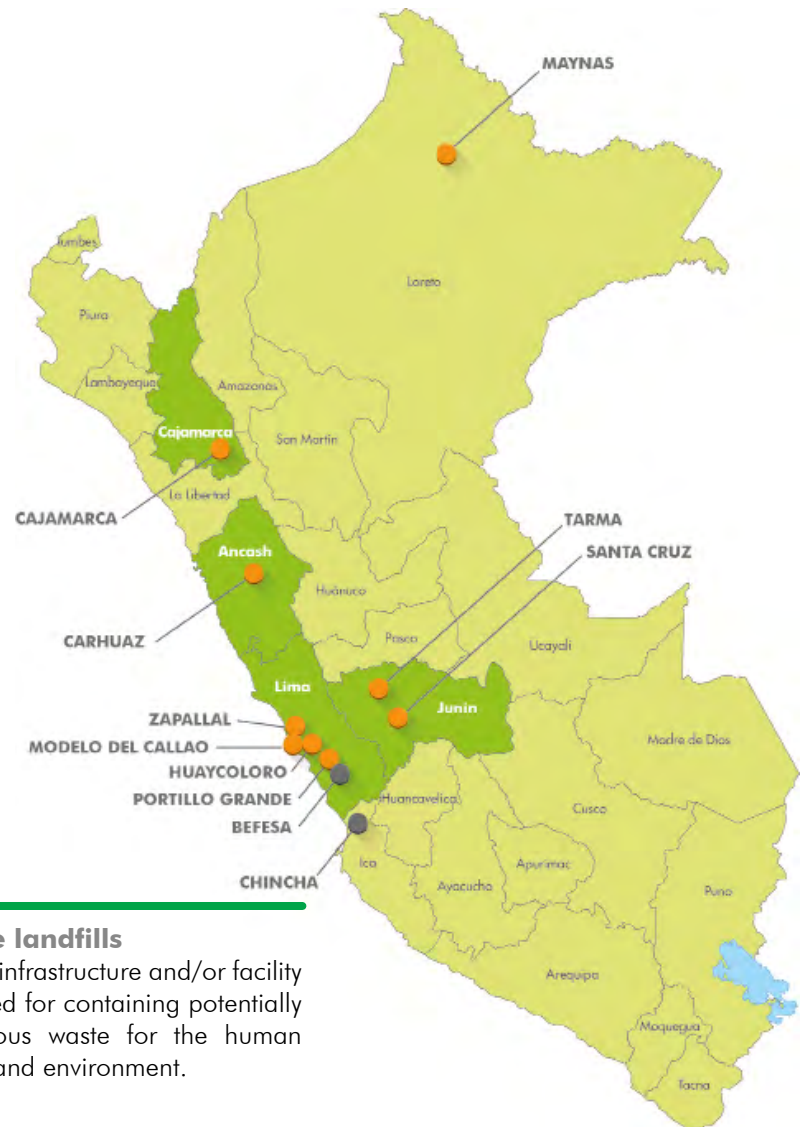 MAYNAS
Tumbes
Loreto
Piura
Lambayeque
Amazonas
Cajamarca
San Martín
La Libertad
CAJAMARCA
TARMA
Ancash
SANTA CRUZ
Huánuco
CARHUAZ
Pasco
Ucayali
Lima
Junín
ZAPALLAL
MODELO DEL CALLAO
Madre de Dios
HUAYCOLORO
PORTILLO GRANDE
Huancavelica
Cusco
BEFESA
Ica
Apurimac
CHINCHA
Ayacucho
Puno
e landfills
infrastructure and/or facility
ed for containing potentially
ous waste for the human
and environment.
Arequipa
Moquegua
Tacna